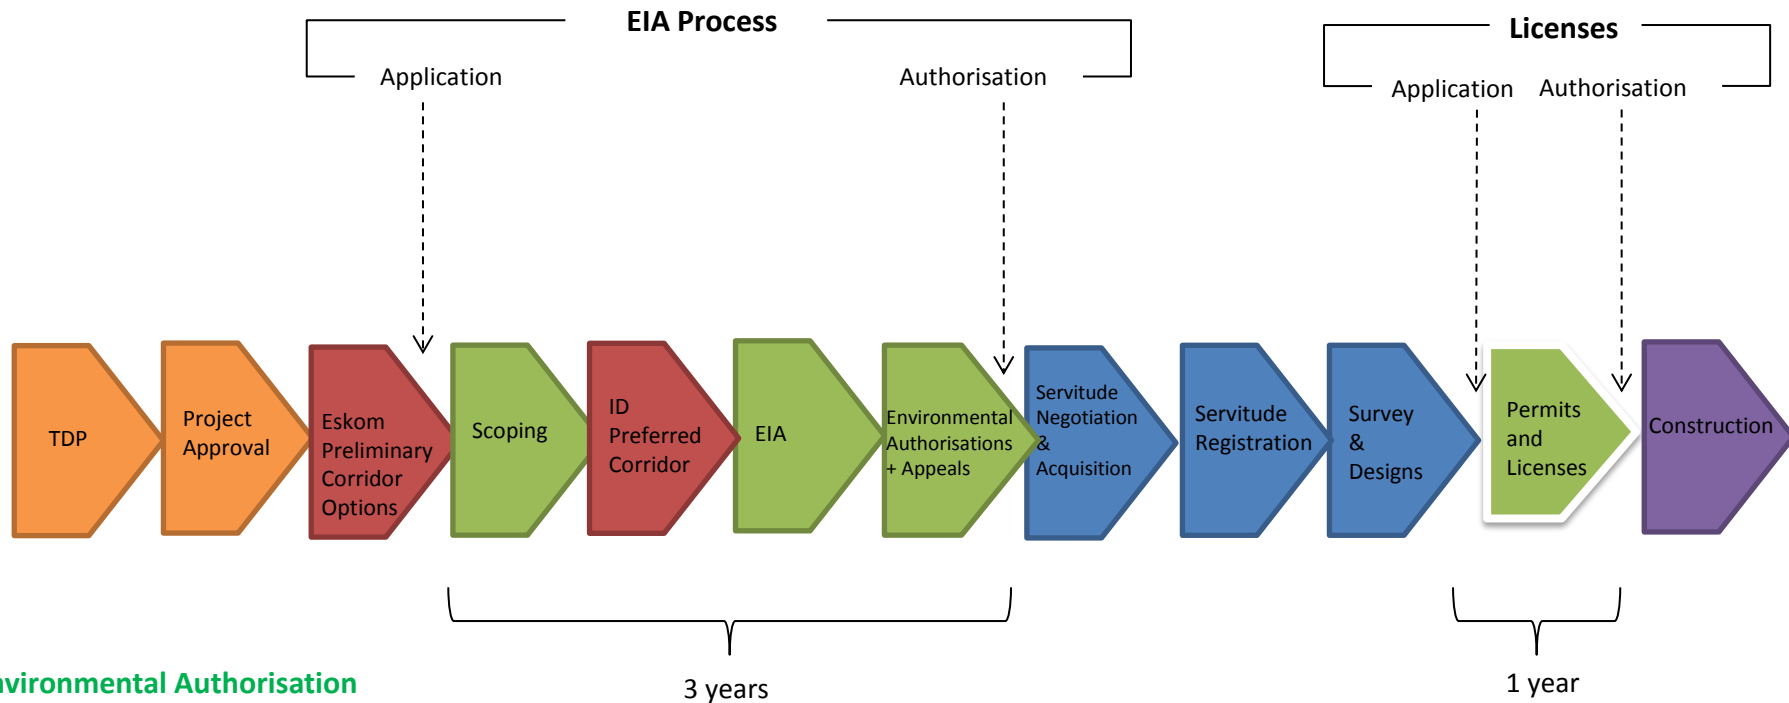 EIA Process
Licenses
Application
Authorisation
Application
Authorisation
TDP
Project
Approval
Eskom
Preliminary
Corridor
Options
Scoping
ID
Preferred
Corridor
EIA
Environmental
Authorisations
+ Appeals
Servitude
Negotiation
&
Acquisition
Servitude
Registration
Survey
&
Designs
Permits
and
Licenses
Construction
nvironmental Authorisation
3 years
1 year